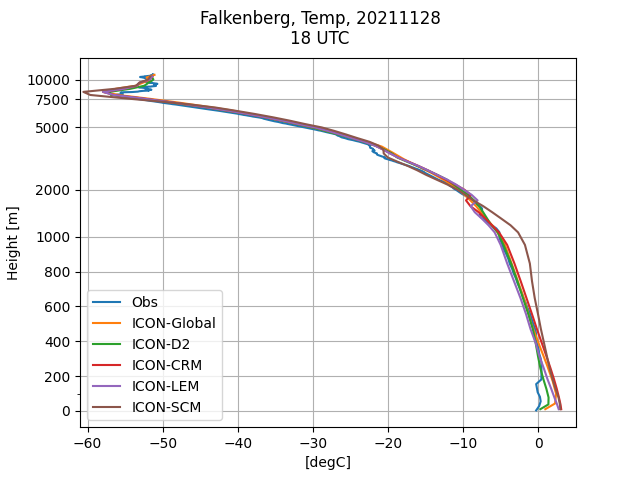 Falkenberg, Temp, 20211128
18 UTC
10000
7500
5000
2000
1000
800
600
400
200
0
Height [m]
Obs
ICON-Global
ICON-D2
ICON-CRM
ICON-LEM
ICON-SCM
−60
−50
−40
−30
−20
−10
0
[degC]